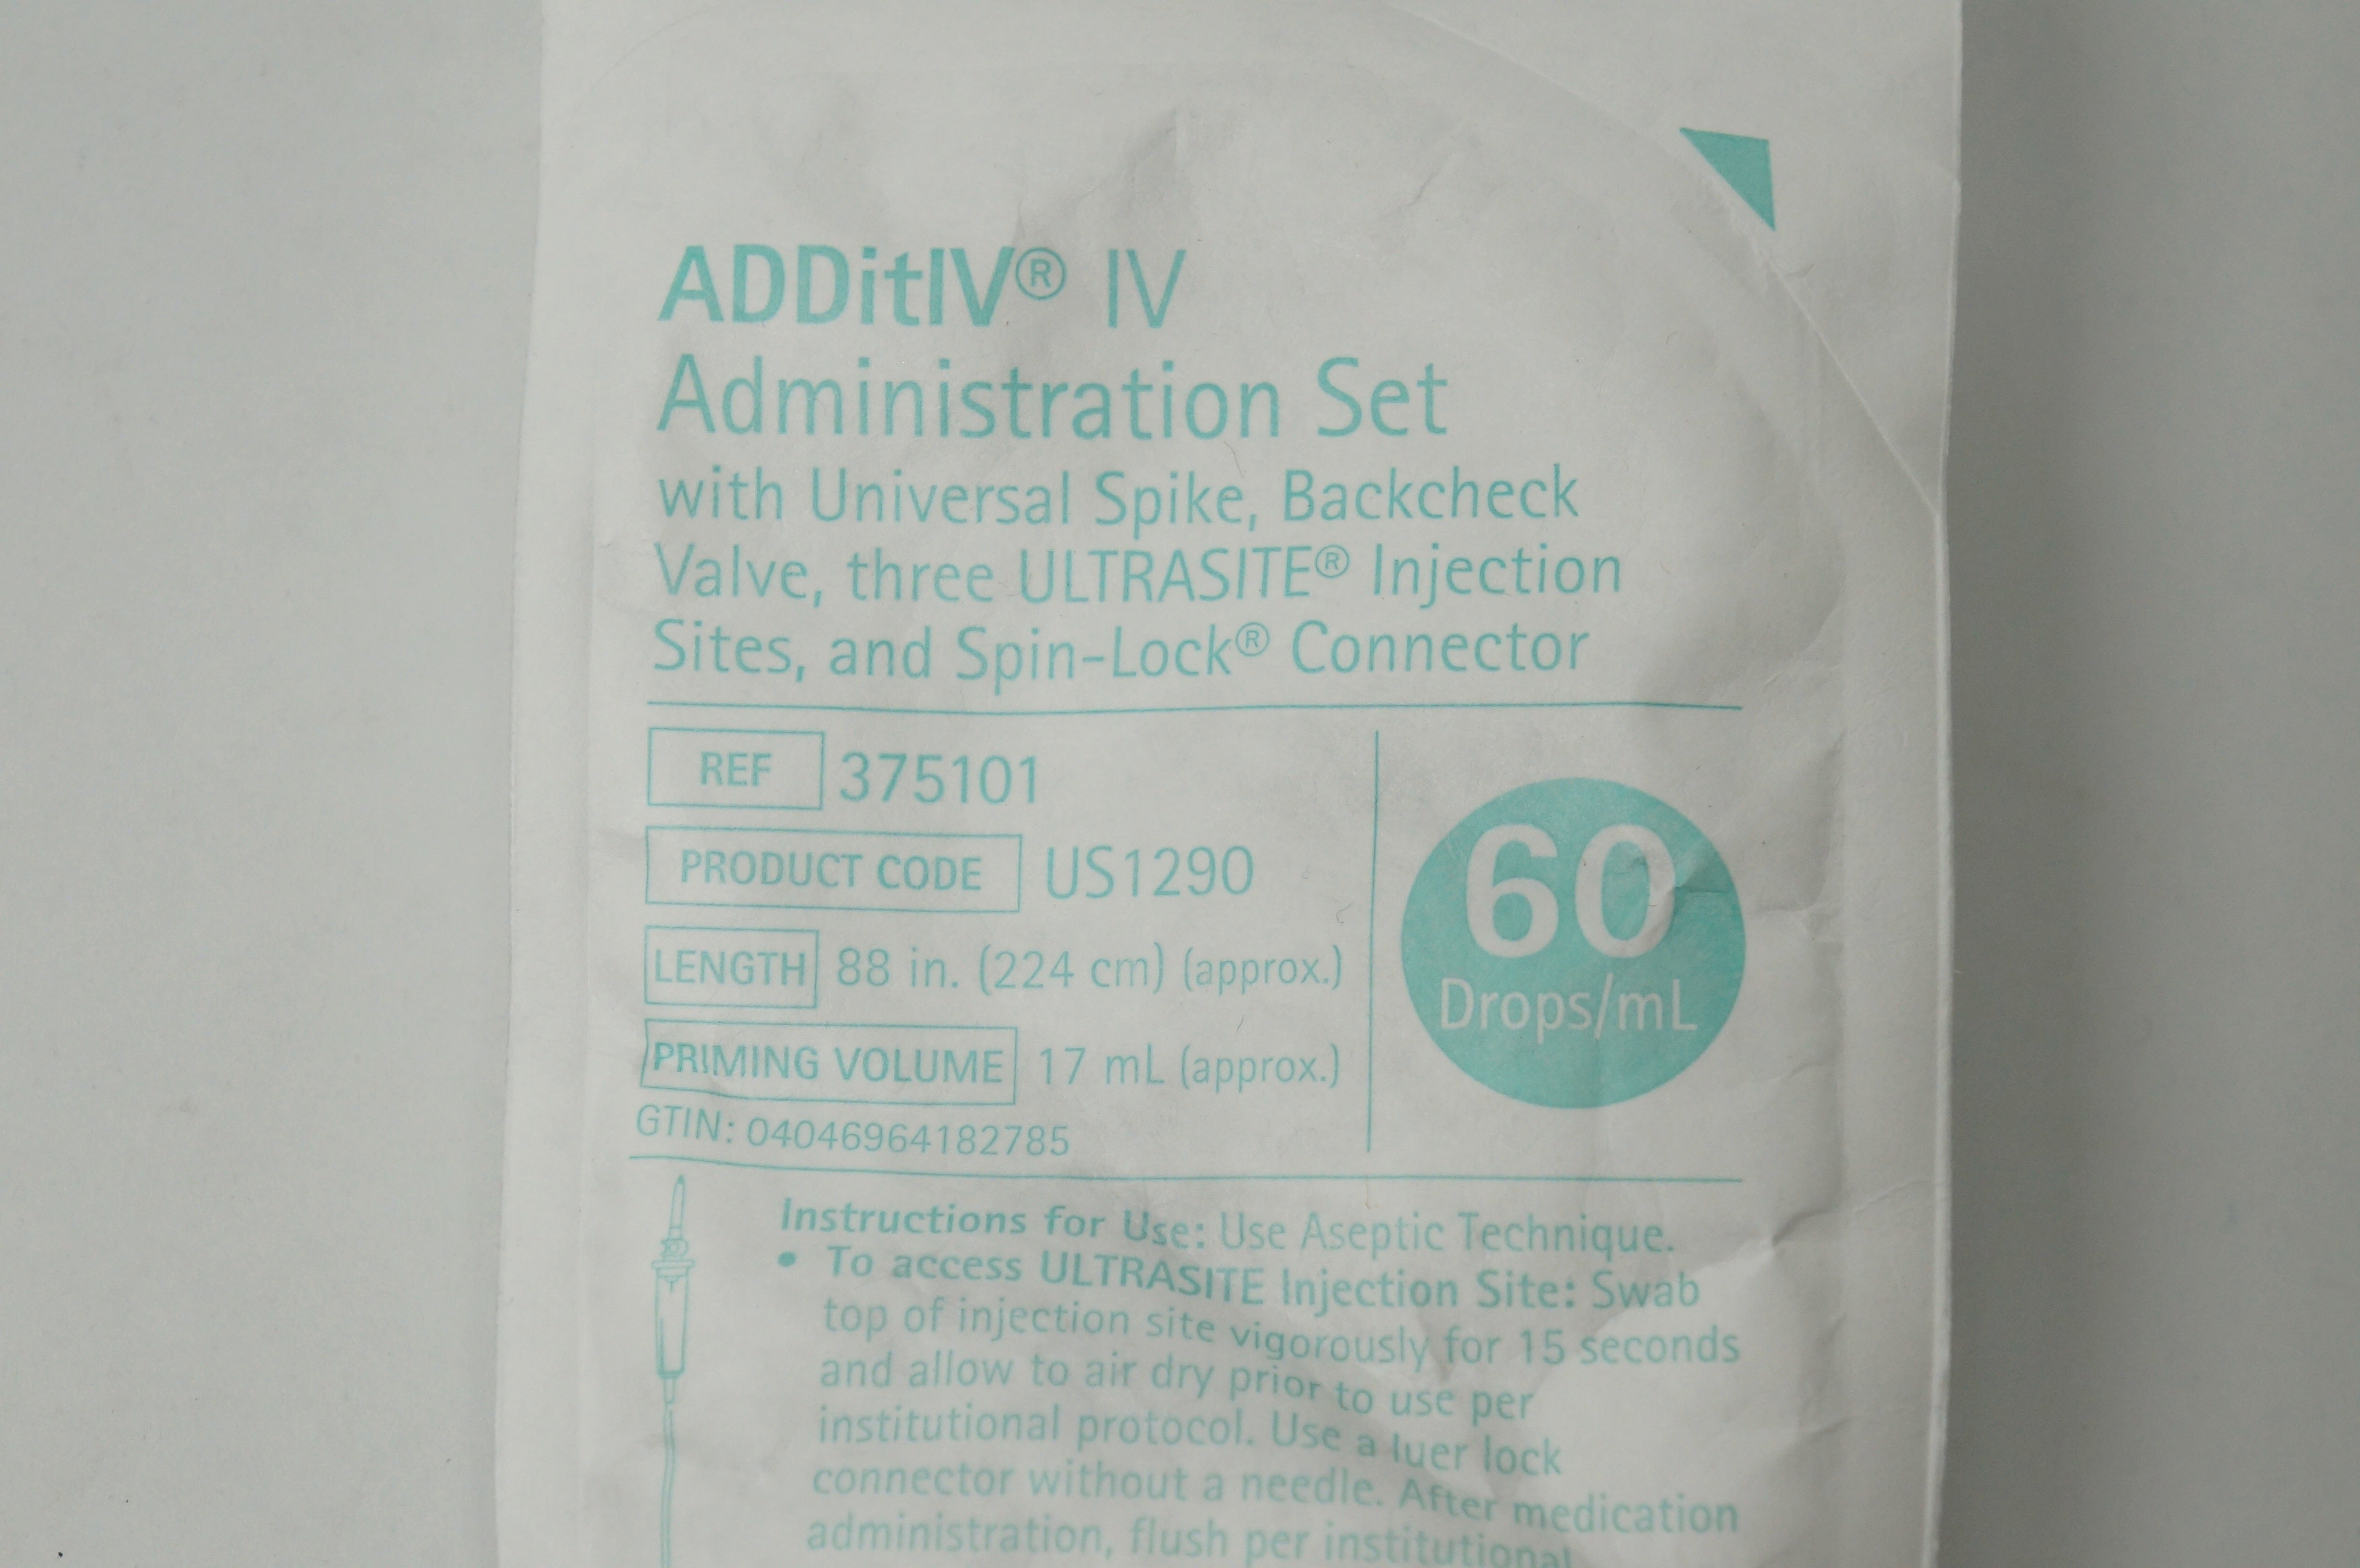 ADDitIV® IV
Administration Set
with Universal Spike, Backcheck
Valve, three ULTRASITE® Injection
Sites, and Spin-Lock® Connector
REF 375101
PRODUCT CODE US1290
LENGTH 88 in. (224 cm) (approx.)
PRIMING VOLUME 17 mL (approx.)
GTIN: 04046964182785
60
Drops/mL
Instructions for Use: Use Aseptic Technique.
• To access ULTRASITE Injection Site: Swab
top of injection site vigorously for 15 seconds
and allow to air dry prior to use per
institutional protocol. Use a luer lock
connector without a needle. After medication
administration, flush per institutional